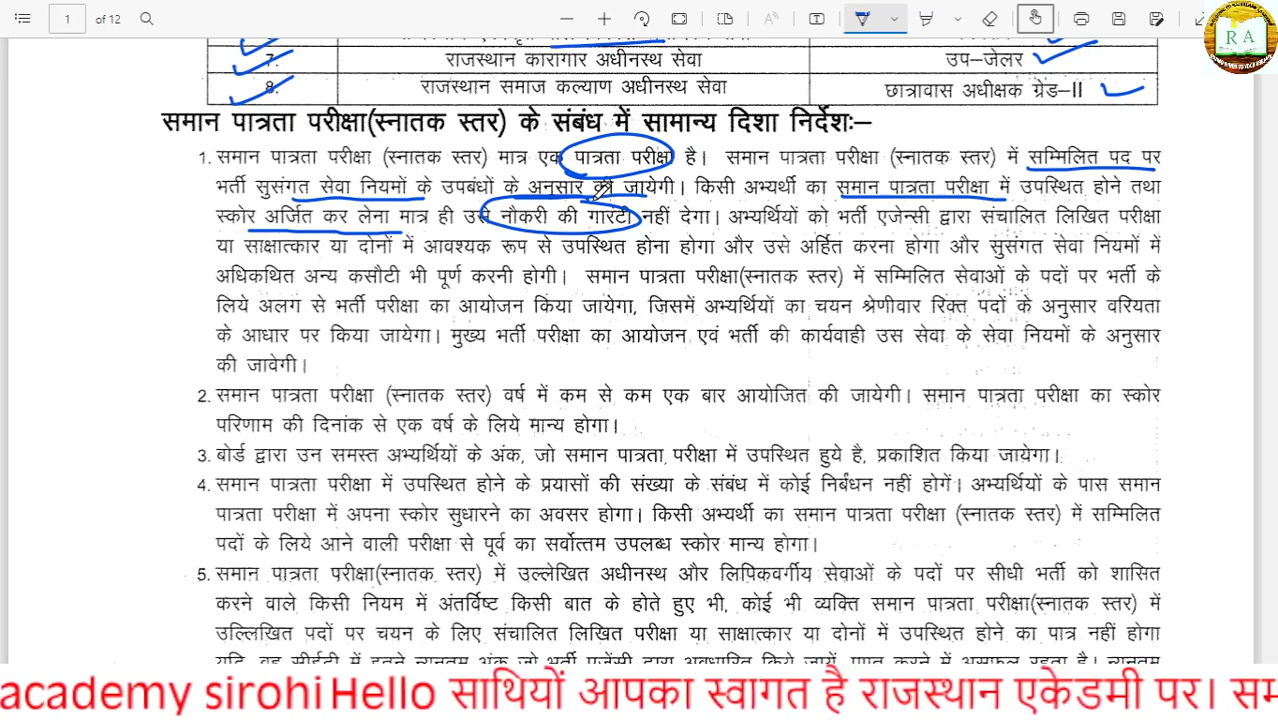 1 of 12
7. राजस्थान कारागार अधीनस्थ सेवा उप-जेलर
8. राजस्थान समाज कल्याण अधीनस्थ सेवा छात्रावास अधीक्षक ग्रेड-II
RA
समान पात्रता परीक्षा(स्नातक स्तर) के संबंध में सामान्य दिशा निर्देशः–
1. समान पात्रता परीक्षा (स्नातक स्तर) मात्र एक पात्रता परीक्षा है। समान पात्रता परीक्षा (स्नातक स्तर) में सम्मिलित पद पर
भर्ती सुसंगत सेवा नियमों के उपबंधों के अनुसार की जायेगी। किसी अभ्यर्थी का समान पात्रता परीक्षा में उपस्थित होने तथा
स्कोर अर्जित कर लेना मात्र ही उसे नौकरी की गारंटी नहीं देगा। अभ्यर्थियों को भर्ती एजेन्सी द्वारा संचालित लिखित परीक्षा
या साक्षात्कार या दोनों में आवश्यक रूप से उपस्थित होना होगा और उसे अर्हित करना होगा और सुसंगत सेवा नियमों में
अधिकथित अन्य कसौटी भी पूर्ण करनी होगी। समान पात्रता परीक्षा(स्नातक स्तर) में सम्मिलित सेवाओं के पदों पर भर्ती के
लिये अलग से भर्ती परीक्षा का आयोजन किया जायेगा, जिसमें अभ्यर्थियों का चयन श्रेणीवार रिक्त पदों के अनुसार वरियता
के आधार पर किया जायेगा। मुख्य भर्ती परीक्षा का आयोजन एवं भर्ती की कार्यवाही उस सेवा के सेवा नियमों के अनुसार
की जावेगी।
2. समान पात्रता परीक्षा (स्नातक स्तर) वर्ष में कम से कम एक बार आयोजित की जायेगी। समान पात्रता परीक्षा का स्कोर
परिणाम की दिनांक से एक वर्ष के लिये मान्य होगा।
3. बोर्ड द्वारा उन समस्त अभ्यर्थियों के अंक, जो समान पात्रता परीक्षा में उपस्थित हुये है, प्रकाशित किया जायेगा।
4. समान पात्रता परीक्षा में उपस्थित होने के प्रयासों की संख्या के संबंध में कोई निर्बंधन नहीं होगें। अभ्यर्थियों के पास समान
पात्रता परीक्षा में अपना स्कोर सुधारने का अवसर होगा। किसी अभ्यर्थी का समान पात्रता परीक्षा (स्नातक स्तर) में सम्मिलित
पदों के लिये आने वाली परीक्षा से पूर्व का सर्वोत्तम उपलब्ध स्कोर मान्य होगा।
5. समान पात्रता परीक्षा(स्नातक स्तर) में उल्लेखित अधीनस्थ और लिपिकवर्गीय सेवाओं के पदों पर सीधी भर्ती को शासित
करने वाले किसी नियम में अंतर्विष्ट किसी बात के होते हुए भी, कोई भी व्यक्ति समान पात्रता परीक्षा(स्नातक स्तर) में
उल्लिखित पदों पर चयन के लिए संचालित लिखित परीक्षा या साक्षात्कार या दोनों में उपस्थित होने का पात्र नहीं होगा
academy sirohi Hello साथियों आपका स्वागत है राजस्थान एकेडमी पर। सम